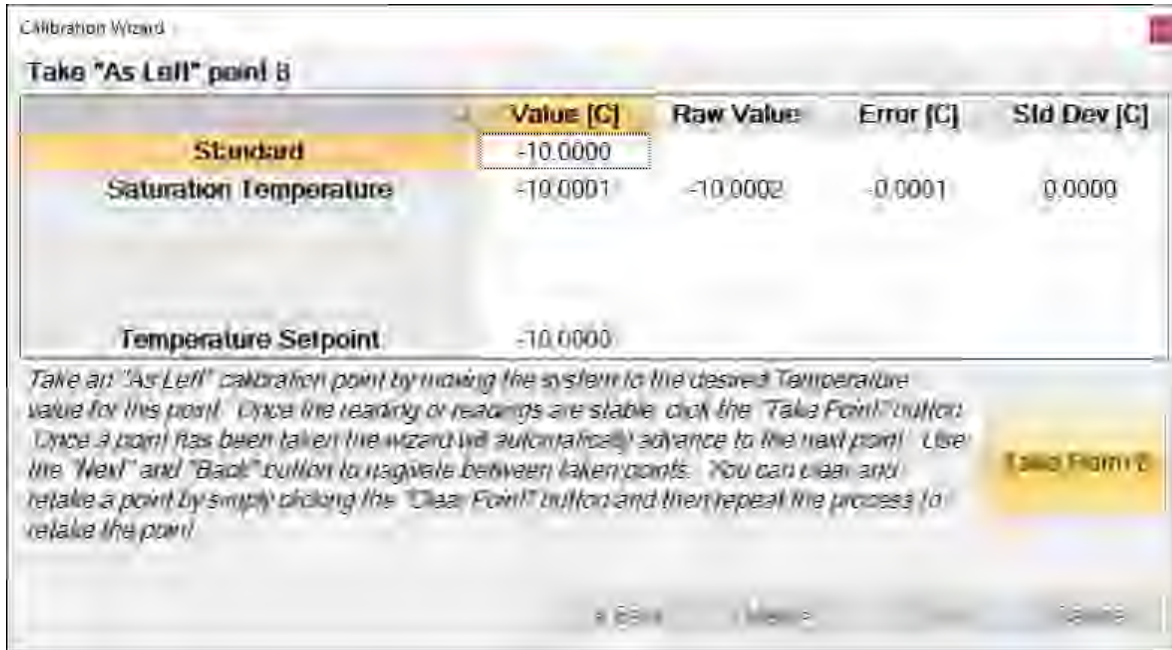 Calibration Wizard
Take "As Left" point B
Value [C] Raw Value Error [C] Std Dev [C]
Standard -10.0000
Saturation Temperature -10.0001 -10.0002 -0.0001 0.0000
Temperature Setpoint -10.0000
Take an "As Left" calibration point by moving the system to the desired Temperature
value for this point. Once the reading or readings are stable, click the "Take Point" button.
Once a point has been taken the wizard will automatically advance to the next point. Use
the "Next" and "Back" button to navigate between taken points. You can clear and
retake a point by simply clicking the "Clear Point" button and then repeat the process to
retake the point.
Take Point B